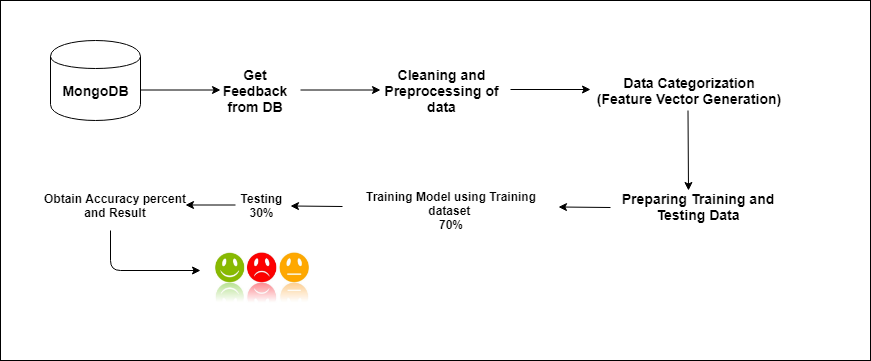 MongoDB
Get
Feedback
from DB
Cleaning and
Preprocessing of
data
Data Categorization
(Feature Vector Generation)
Preparing Training and
Testing Data
Training Model using Training
dataset
70%
Testing
30%
Obtain Accuracy percent
and Result